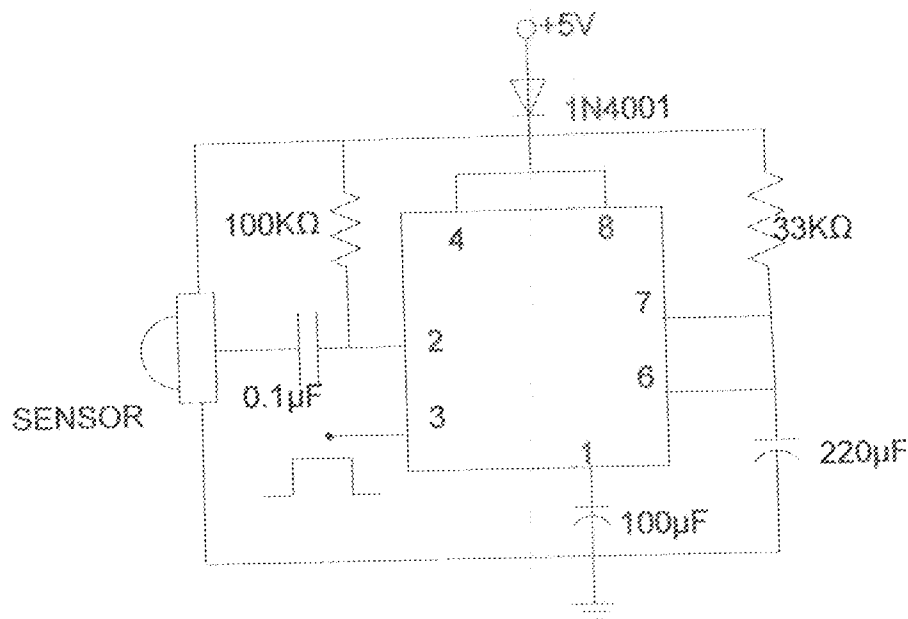 +5V
1N4001
100KΩ
4
8
33KΩ
7
2
6
0.1µF
SENSOR
3
1
220µF
100µF